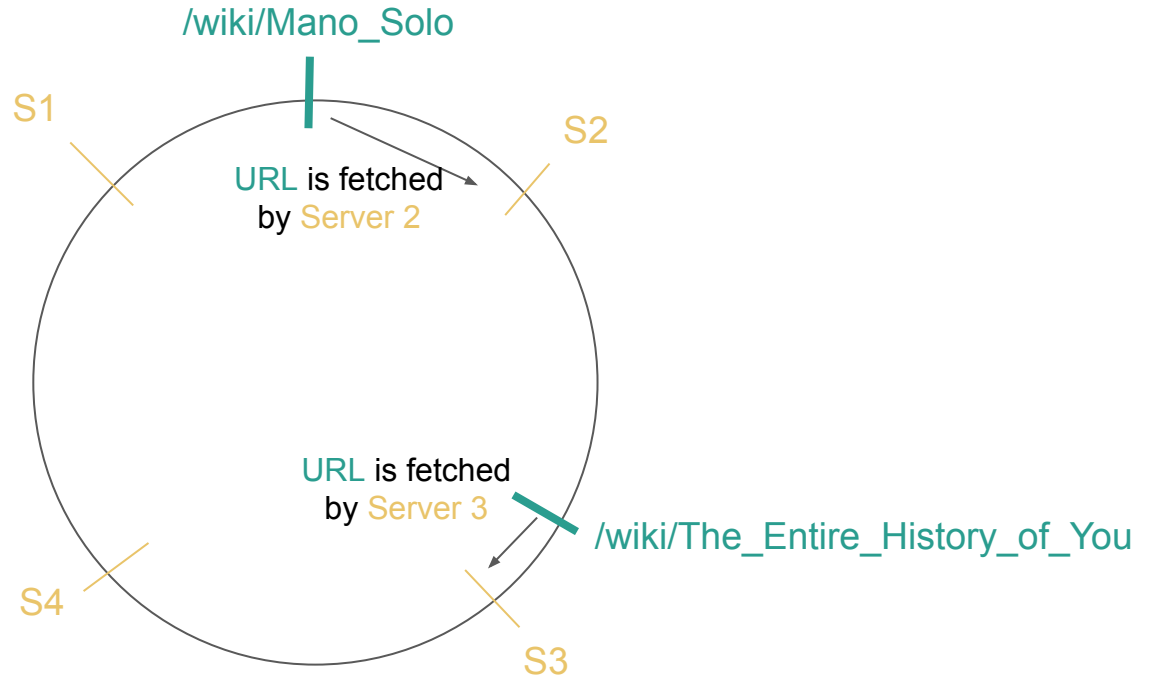 /wiki/Mano_Solo
S1
S2
URL is fetched
by Server 2
URL is fetched
by Server 3
/wiki/The_Entire_History_of_You
S4
S3